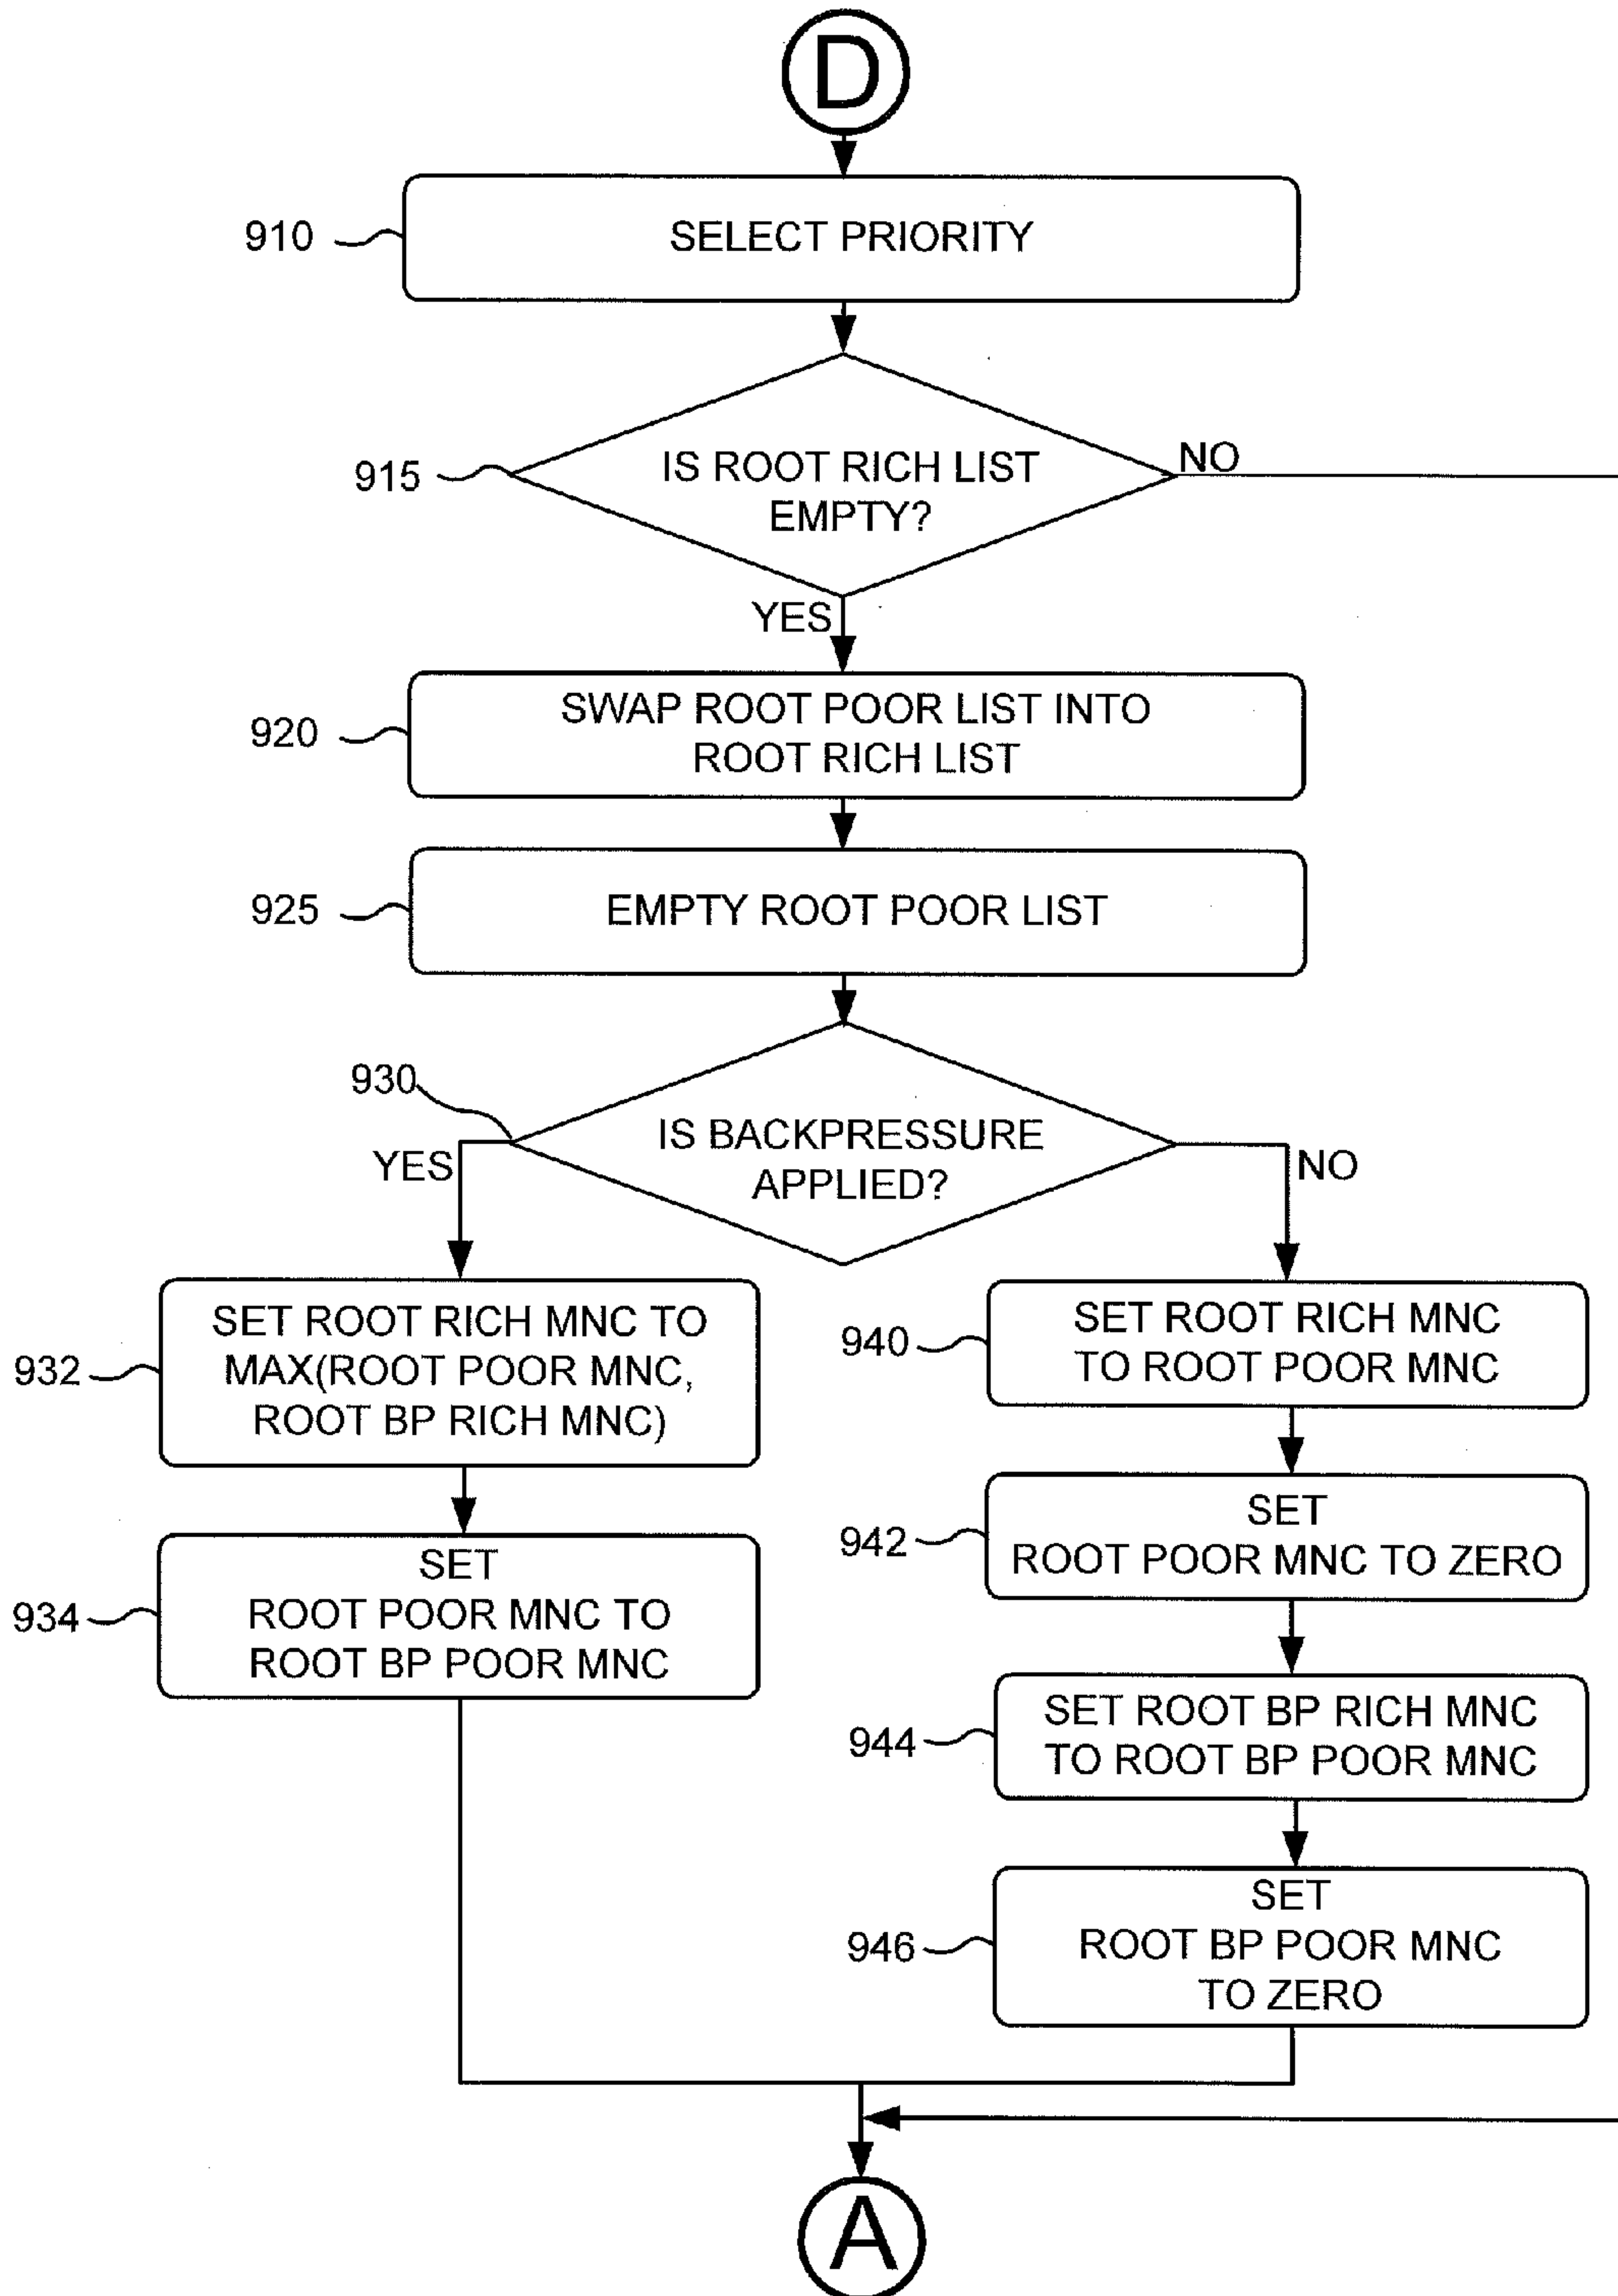 D
910
SELECT PRIORITY
915
IS ROOT RICH LIST
EMPTY?
NO
YES
920
SWAP ROOT POOR LIST INTO
ROOT RICH LIST
925
EMPTY ROOT POOR LIST
930
IS BACKPRESSURE
APPLIED?
YES
NO
932
SET ROOT RICH MNC TO
MAX(ROOT POOR MNC,
ROOT BP RICH MNC)
934
SET
ROOT POOR MNC TO
ROOT BP POOR MNC
940
SET ROOT RICH MNC
TO ROOT POOR MNC
942
SET
ROOT POOR MNC TO ZERO
944
SET ROOT BP RICH MNC
TO ROOT BP POOR MNC
946
SET
ROOT BP POOR MNC
TO ZERO
A